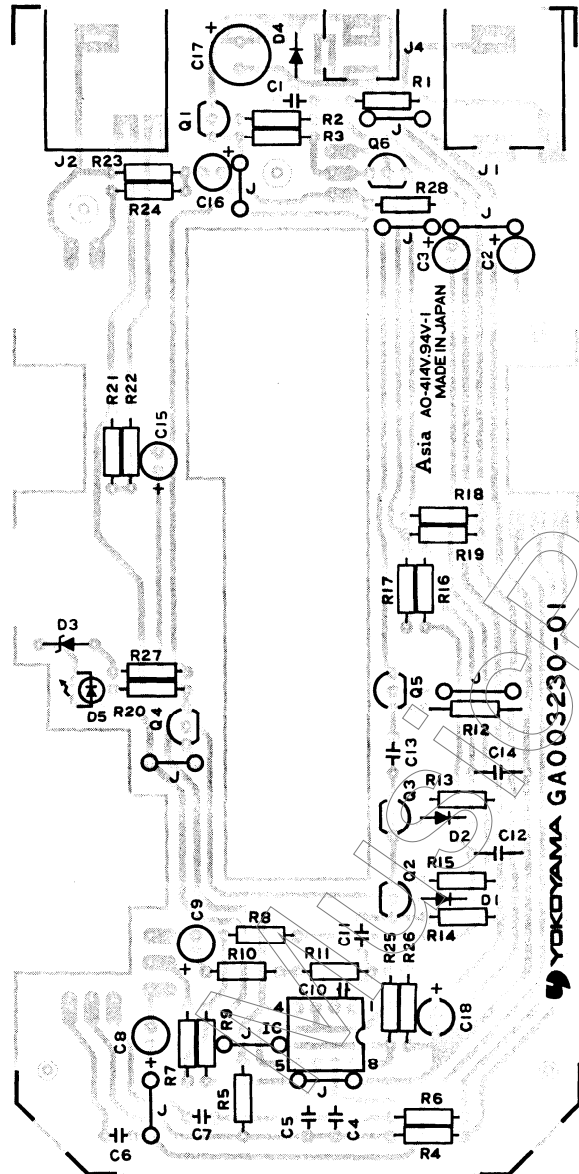 D4
C17
J4
C1
R1
Q1
R2
R3
J
Q6
J1
J2
R23
R24
C16
J
R28
J
J
C3
C2
Asia AO-414V.94V-1
MADE IN JAPAN
R21
R22
C15
R18
R19
R17
R16
D3
R27
D5
R20
Q4
J
Q5
J
R12
C13
C14
R13
Q3
D2
C12
R15
Q2
D1
R14
C9
R8
C11
R25
R26
R10
R11
C10
4
1
C18
C8
R7
R9
IC
J
5
8
J
J
R5
C7
C6
C5
C4
R6
R4
YOKOYAMA GA003230-01